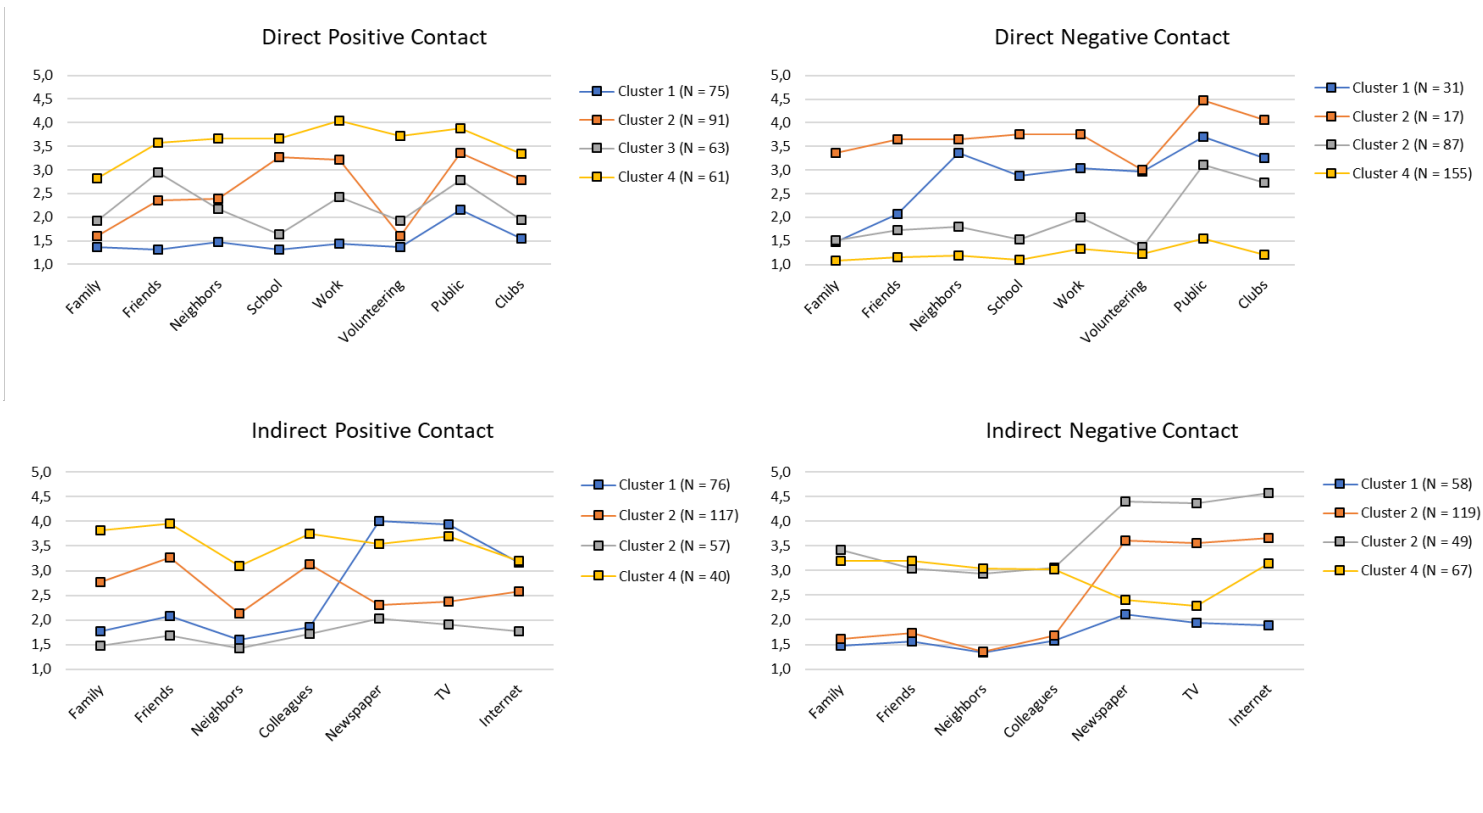 Direct Positive Contact
5,0
4,5
4,0
3,5
3,0
2,5
2,0
1,5
1,0
Family
Friends
Neighbors
School
Work
Volunteering
Public
Clubs
Cluster 1 (N = 75)
Cluster 2 (N = 91)
Cluster 3 (N = 63)
Cluster 4 (N = 61)
Direct Negative Contact
5,0
4,5
4,0
3,5
3,0
2,5
2,0
1,5
1,0
Family
Friends
Neighbors
School
Work
Volunteering
Public
Clubs
Cluster 1 (N = 31)
Cluster 2 (N = 17)
Cluster 2 (N = 87)
Cluster 4 (N = 155)
Indirect Positive Contact
5,0
4,5
4,0
3,5
3,0
2,5
2,0
1,5
1,0
Family
Friends
Neighbors
Colleagues
Newspaper
TV
Internet
Cluster 1 (N = 76)
Cluster 2 (N = 117)
Cluster 2 (N = 57)
Cluster 4 (N = 40)
Indirect Negative Contact
5,0
4,5
4,0
3,5
3,0
2,5
2,0
1,5
1,0
Family
Friends
Neighbors
Colleagues
Newspaper
TV
Internet
Cluster 1 (N = 58)
Cluster 2 (N = 119)
Cluster 2 (N = 49)
Cluster 4 (N = 67)